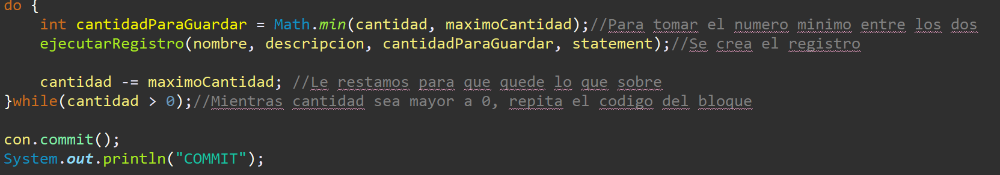 do {
int cantidadParaGuardar = Math.min(cantidad, maximoCantidad);//Para tomar el numero minimo entre los dos
ejecutarRegistro(nombre, descripcion, cantidadParaGuardar, statement);//Se crea el registro
cantidad -= maximoCantidad; //Le restamos para que quede lo que sobre
}while(cantidad > 0);//Mientras cantidad sea mayor a 0, repita el codigo del bloque
con.commit();
System.out.println("COMMIT");